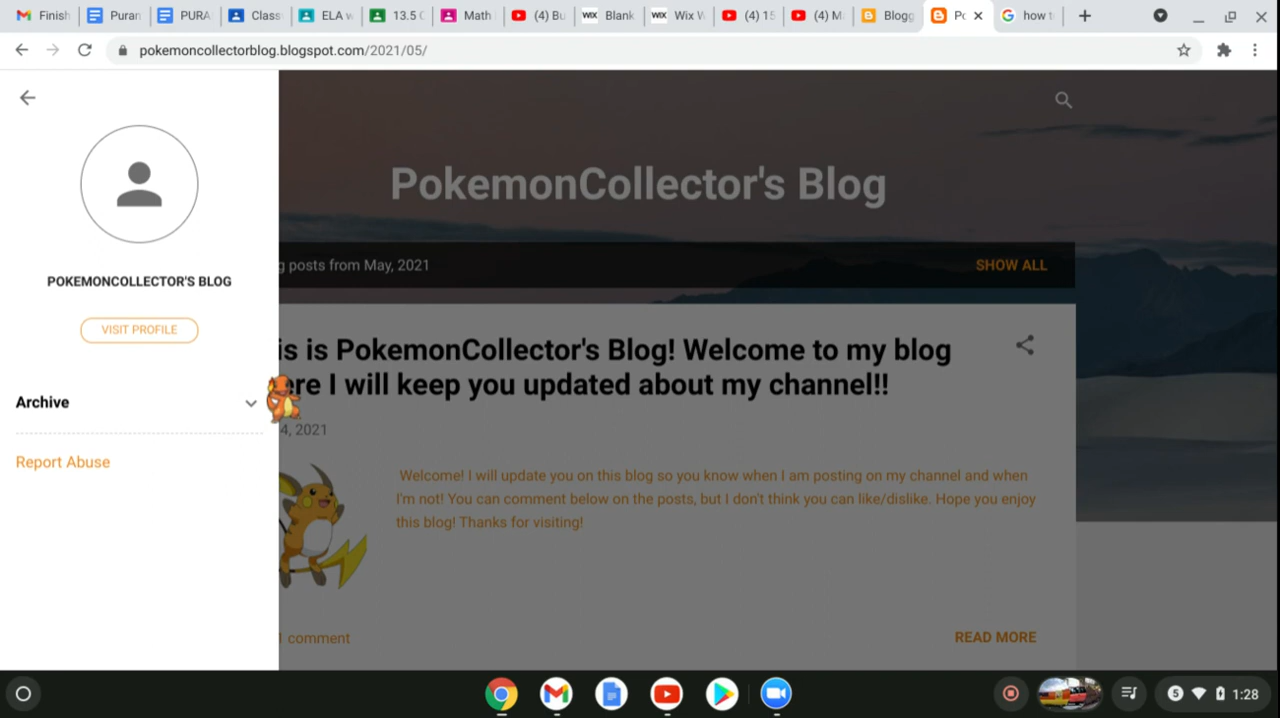 Finish
Puran
PURA
Class
ELA w
13.5 C
Math
(4) Bu
WiX Blank
WiX Wix W
(4) 15
(4) M
Blogg
Po
how t
pokemoncollectorblog.blogspot.com/2021/05/
POKEMONCOLLECTOR'S BLOG
VISIT PROFILE
Archive
Report Abuse
PokemonCollector's Blog
g posts from May, 2021
SHOW ALL
is is PokemonCollector's Blog! Welcome to my blog
ere I will keep you updated about my channel!!
4, 2021
Welcome! I will update you on this blog so you know when I am posting on my channel and when
I'm not! You can comment below on the posts, but I don't think you can like/dislike. Hope you enjoy
this blog! Thanks for visiting!
1 comment
READ MORE
5
1:28